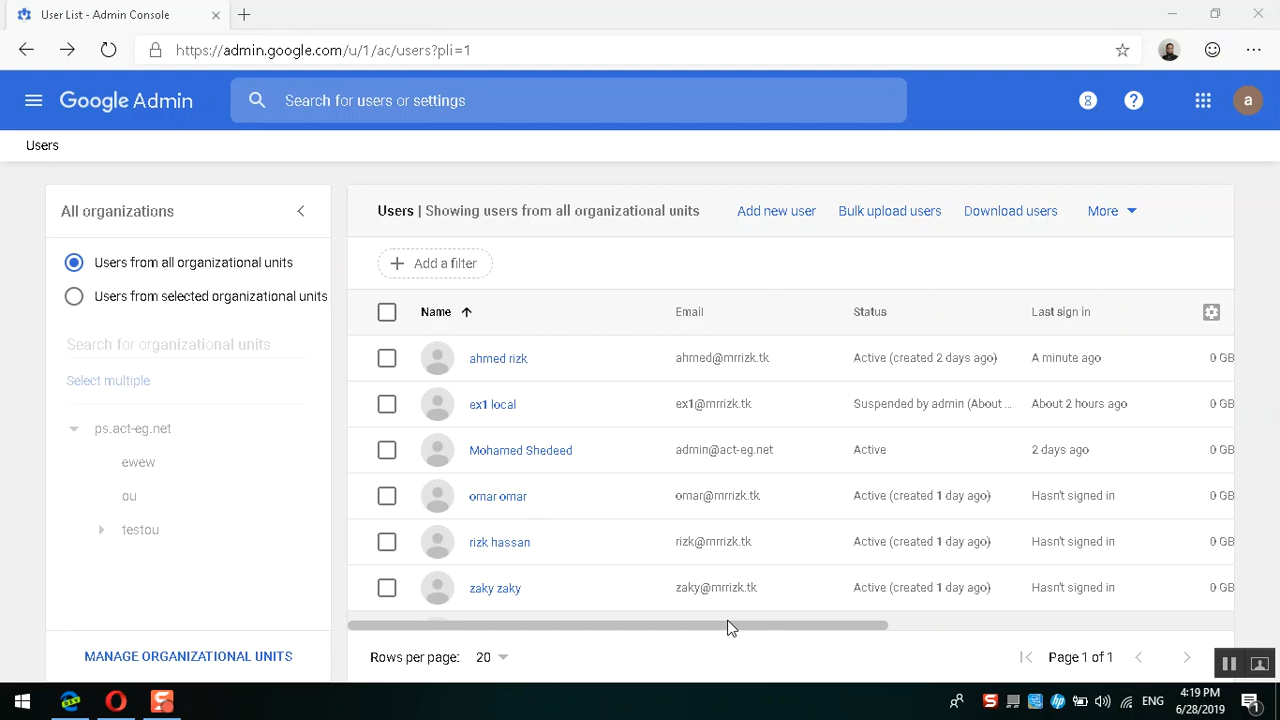 User List - Admin Console
https://admin.google.com/u/1/ac/users?pli=1
Google Admin
Search for users or settings
8
?
a
Users
All organizations
Users from all organizational units
Users from selected organizational units
Search for organizational units
Select multiple
ps.act-eg.net
ewew
ou
testou
MANAGE ORGANIZATIONAL UNITS
Users | Showing users from all organizational units
Add new user
Bulk upload users
Download users
More
Add a filter
Name Email Status Last sign in
ahmed rizk ahmed@mrrizk.tk Active (created 2 days ago) A minute ago 0 GB
ex1 local ex1@mrrizk.tk Suspended by admin (About ... About 2 hours ago 0 GB
Mohamed Shedeed admin@act-eg.net Active 2 days ago 0 GB
omar omar omar@mrrizk.tk Active (created 1 day ago) Hasn't signed in 0 GB
rizk hassan rizk@mrrizk.tk Active (created 1 day ago) Hasn't signed in 0 GB
zaky zaky zaky@mrrizk.tk Active (created 1 day ago) Hasn't signed in 0 GB
Rows per page: 20
Page 1 of 1
ENG
4:19 PM
6/28/2019